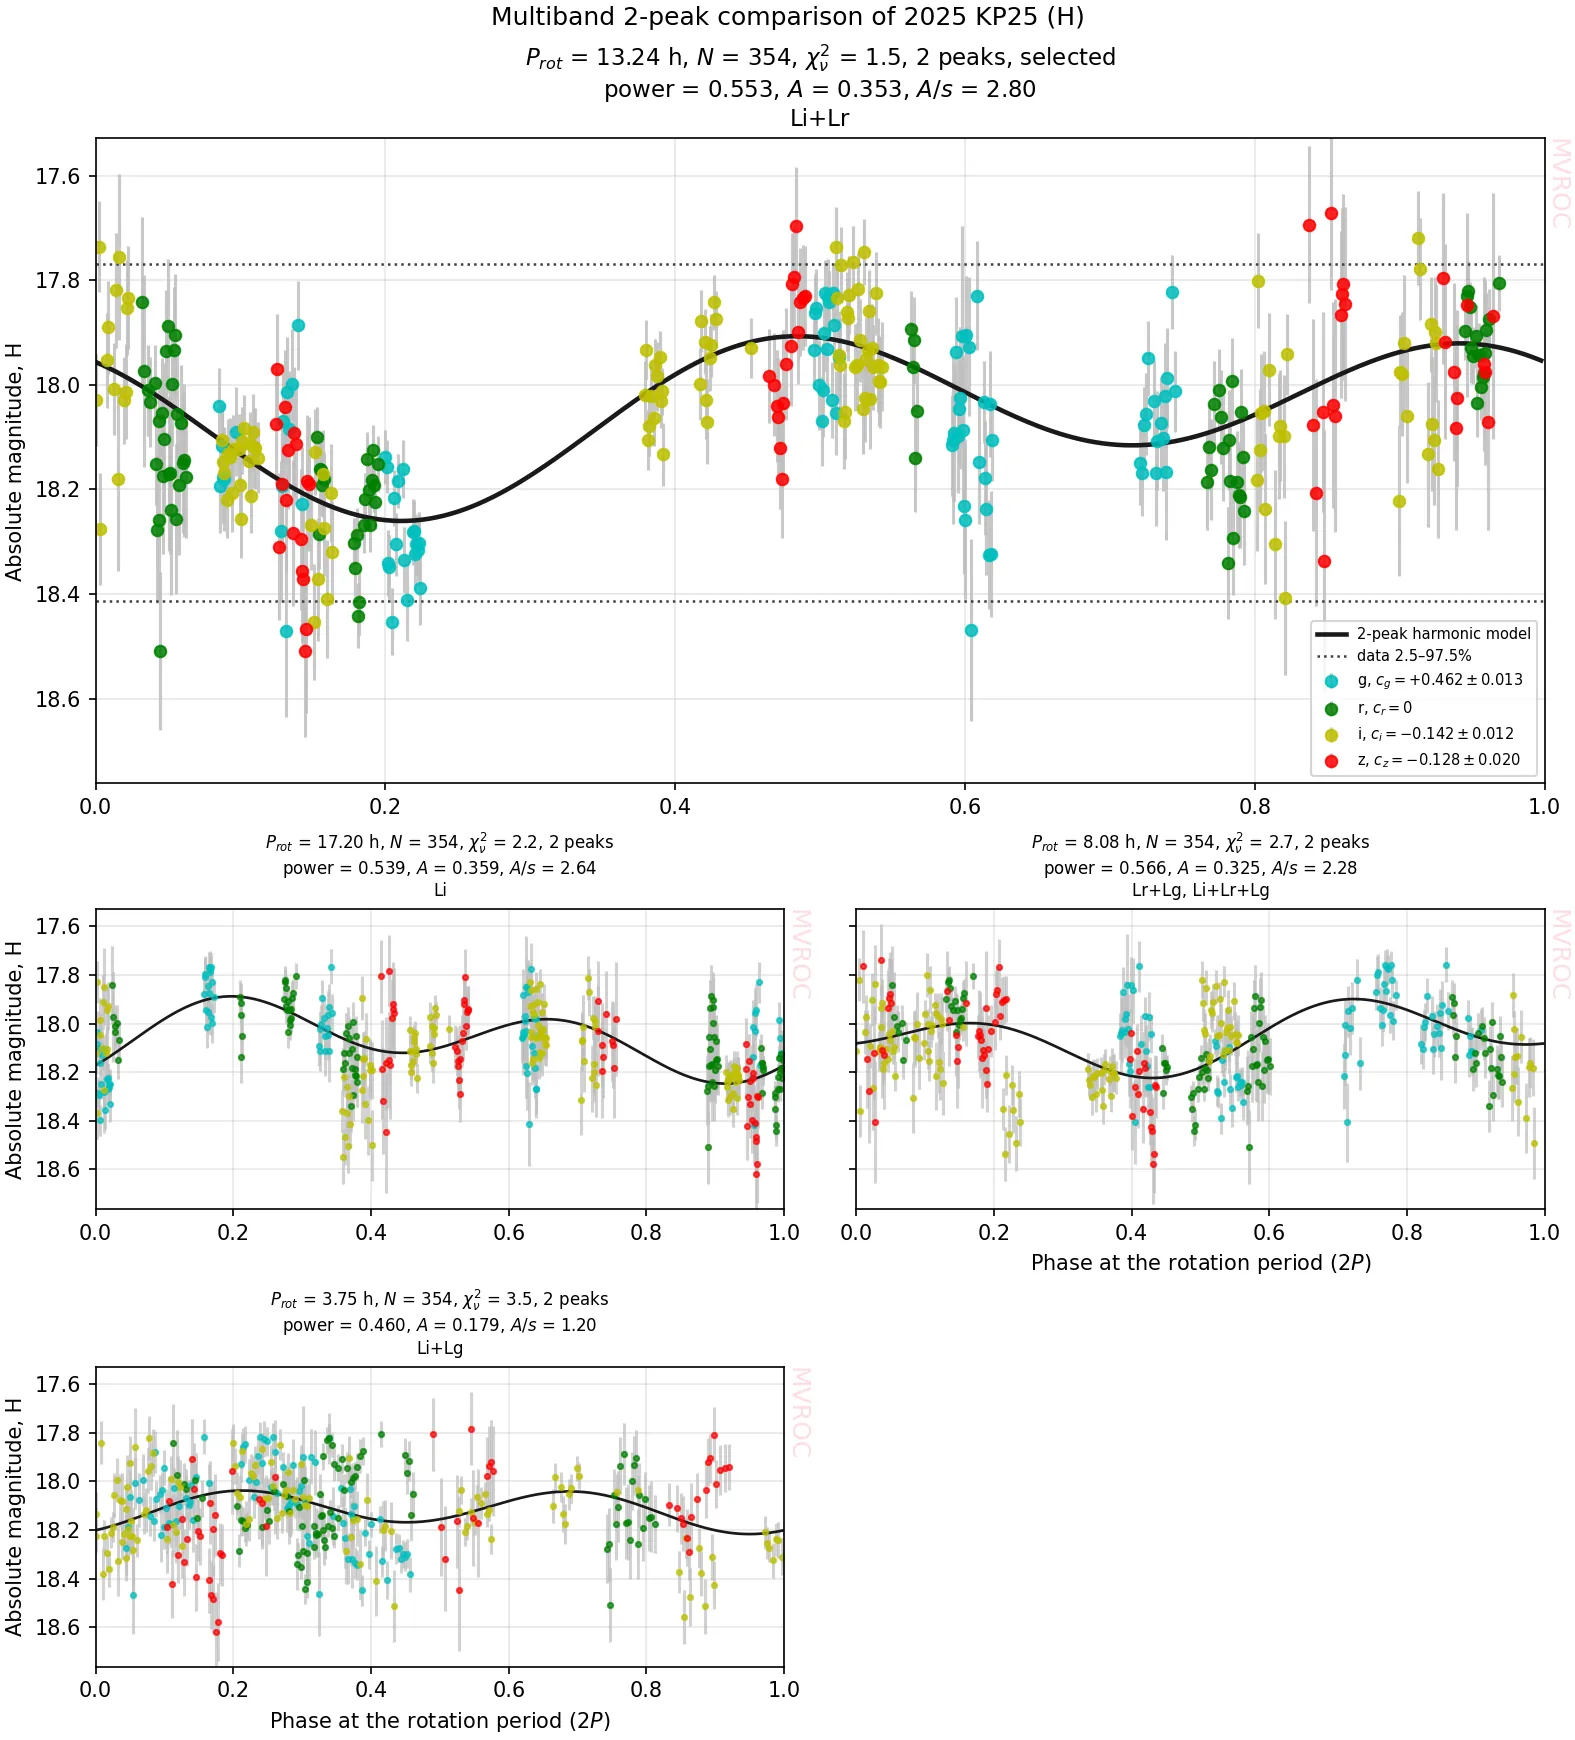 Multiband 2-peak comparison of 2025 KP25 (H)
P_rot = 13.24 h, N = 354, χ²_ν = 1.5, 2 peaks, selected
power = 0.553, A = 0.353, A/s = 2.80
Li+Lr
MVROC
Absolute magnitude, H
17.6
17.8
18.0
18.2
18.4
18.6
2-peak harmonic model
data 2.5–97.5%
g, c_g = +0.462 ± 0.013
r, c_r = 0
i, c_i = −0.142 ± 0.012
z, c_z = −0.128 ± 0.020
0.0 0.2 0.4 0.6 0.8 1.0
P_rot = 17.20 h, N = 354, χ²_ν = 2.2, 2 peaks
power = 0.539, A = 0.359, A/s = 2.64
Li
MVROC
Absolute magnitude, H
17.6
17.8
18.0
18.2
18.4
18.6
0.0 0.2 0.4 0.6 0.8 1.0
P_rot = 8.08 h, N = 354, χ²_ν = 2.7, 2 peaks
power = 0.566, A = 0.325, A/s = 2.28
Lr+Lg, Li+Lr+Lg
MVROC
0.0 0.2 0.4 0.6 0.8 1.0
Phase at the rotation period (2P)
P_rot = 3.75 h, N = 354, χ²_ν = 3.5, 2 peaks
power = 0.460, A = 0.179, A/s = 1.20
Li+Lg
MVROC
Absolute magnitude, H
17.6
17.8
18.0
18.2
18.4
18.6
0.0 0.2 0.4 0.6 0.8 1.0
Phase at the rotation period (2P)